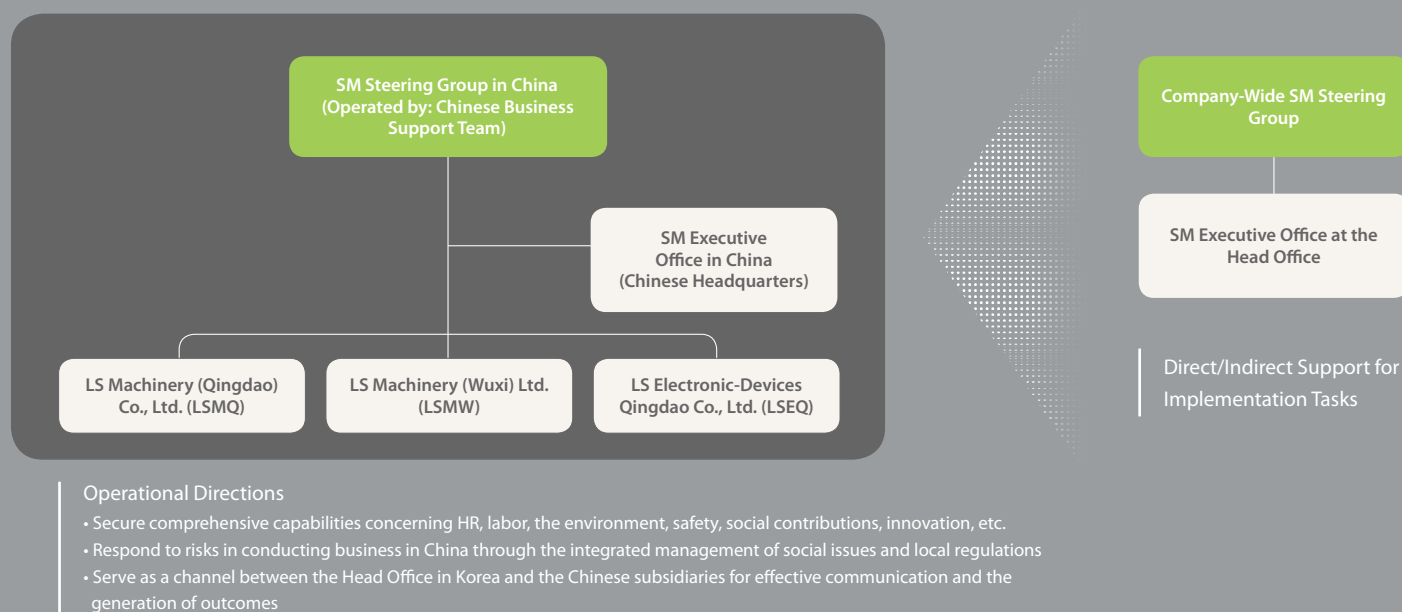 SM Steering Group in China
(Operated by: Chinese Business
Support Team)
SM Executive
Office in China
(Chinese Headquarters)
LS Machinery (Qingdao)
Co., Ltd. (LSMQ)
LS Machinery (Wuxi) Ltd.
(LSMW)
LS Electronic-Devices
Qingdao Co., Ltd. (LSEQ)
Company-Wide SM Steering
Group
SM Executive Office at the
Head Office
Direct/Indirect Support for
Implementation Tasks
Operational Directions
• Secure comprehensive capabilities concerning HR, labor, the environment, safety, social contributions, innovation, etc.
• Respond to risks in conducting business in China through the integrated management of social issues and local regulations
• Serve as a channel between the Head Office in Korea and the Chinese subsidiaries for effective communication and the
generation of outcomes